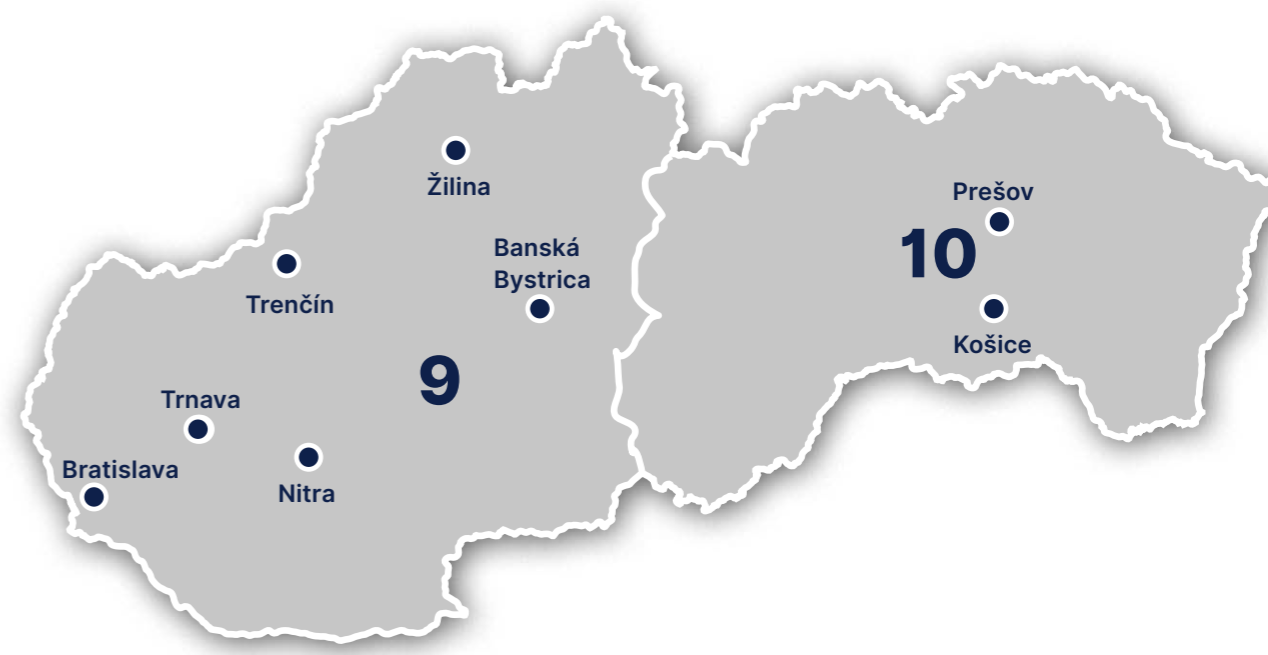 Žilina
Prešov
10
Banská
Bystrica
Trenčín
Košice
9
Trnava
Bratislava
Nitra